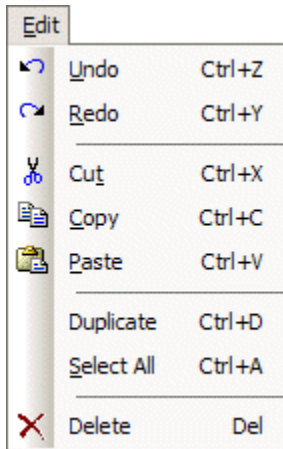 Edit
Undo Ctrl+Z
Redo Ctrl+Y
Cut Ctrl+X
Copy Ctrl+C
Paste Ctrl+V
Duplicate Ctrl+D
Select All Ctrl+A
Delete Del